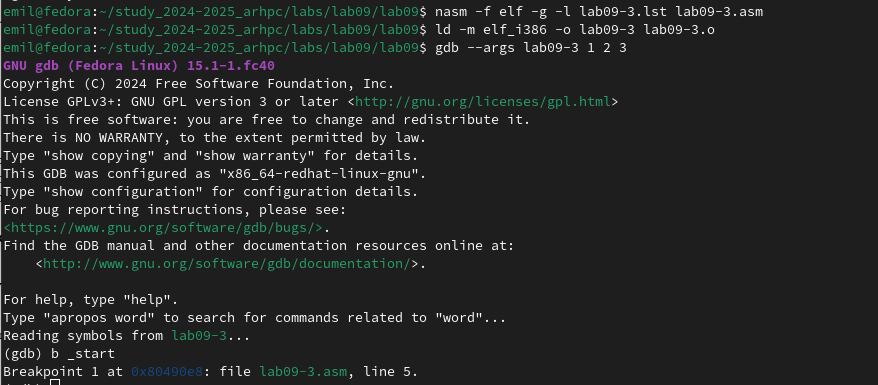 emil@fedora:~/study_2024-2025_arhpc/labs/lab09/lab09$ nasm -f elf -g -l lab09-3.lst lab09-3.asm
emil@fedora:~/study_2024-2025_arhpc/labs/lab09/lab09$ ld -m elf_i386 -o lab09-3 lab09-3.o
emil@fedora:~/study_2024-2025_arhpc/labs/lab09/lab09$ gdb --args lab09-3 1 2 3
GNU gdb (Fedora Linux) 15.1-1.fc40
Copyright (C) 2024 Free Software Foundation, Inc.
License GPLv3+: GNU GPL version 3 or later <http://gnu.org/licenses/gpl.html>
This is free software: you are free to change and redistribute it.
There is NO WARRANTY, to the extent permitted by law.
Type "show copying" and "show warranty" for details.
This GDB was configured as "x86_64-redhat-linux-gnu".
Type "show configuration" for configuration details.
For bug reporting instructions, please see:
<https://www.gnu.org/software/gdb/bugs/>.
Find the GDB manual and other documentation resources online at:
    <http://www.gnu.org/software/gdb/documentation/>.

For help, type "help".
Type "apropos word" to search for commands related to "word"...
Reading symbols from lab09-3...
(gdb) b _start
Breakpoint 1 at 0x80490e8: file lab09-3.asm, line 5.